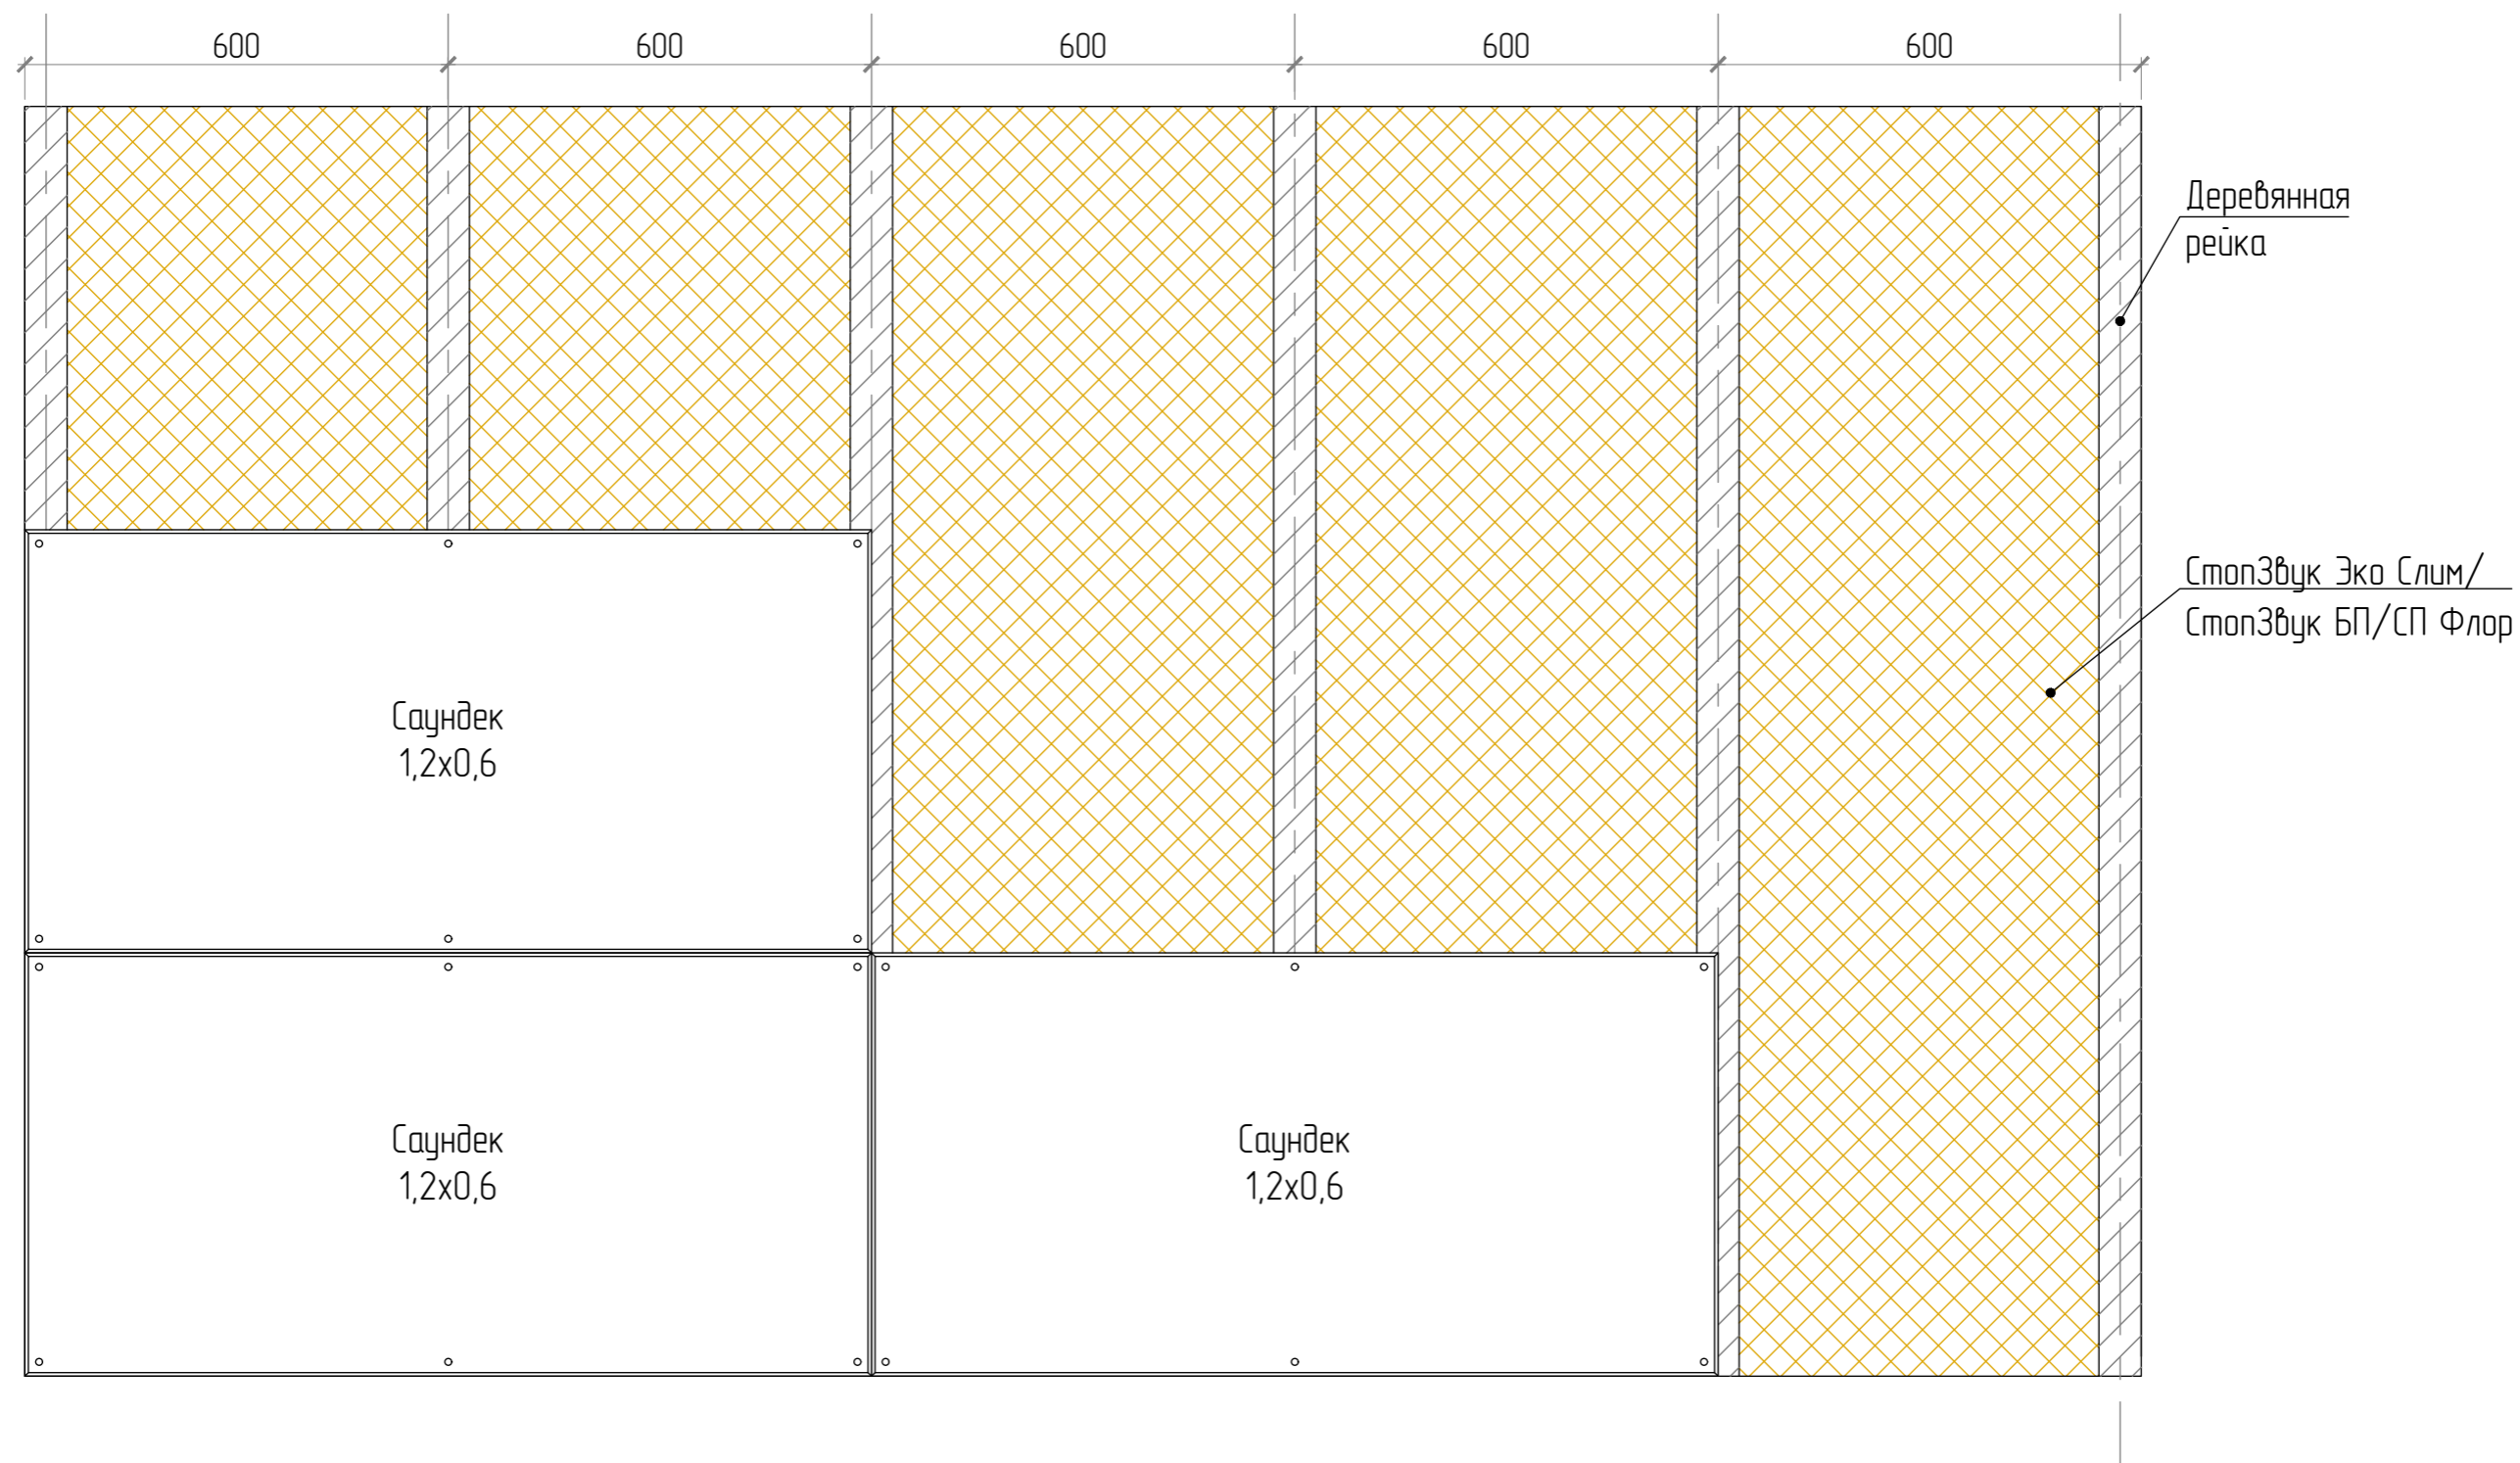 600 600 600 600 600
Деревянная
рейка
СтопЗвук Эко Слим/
СтопЗвук БП/СП Флор
Саундек
1,2х0,6
Саундек
1,2х0,6
Саундек
1,2х0,6